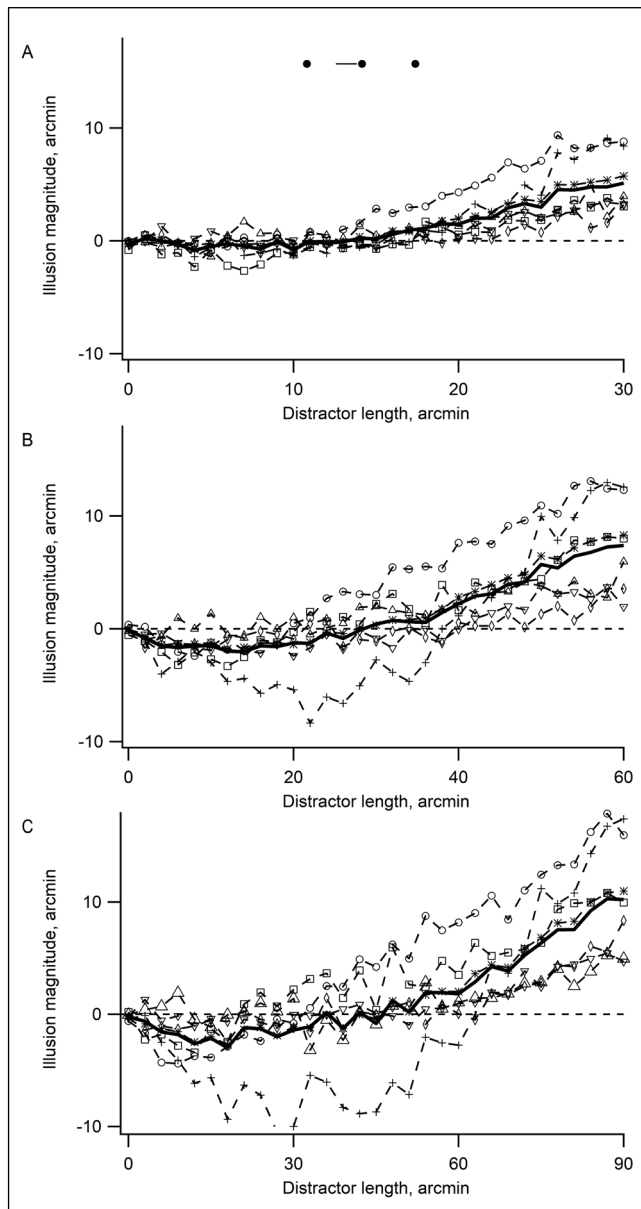 A
Illusion magnitude, arcmin
10
0
-10
0 10 20 30
Distractor length, arcmin
B
Illusion magnitude, arcmin
10
0
-10
0 20 40 60
Distractor length, arcmin
C
Illusion magnitude, arcmin
10
0
-10
0 30 60 90
Distractor length, arcmin